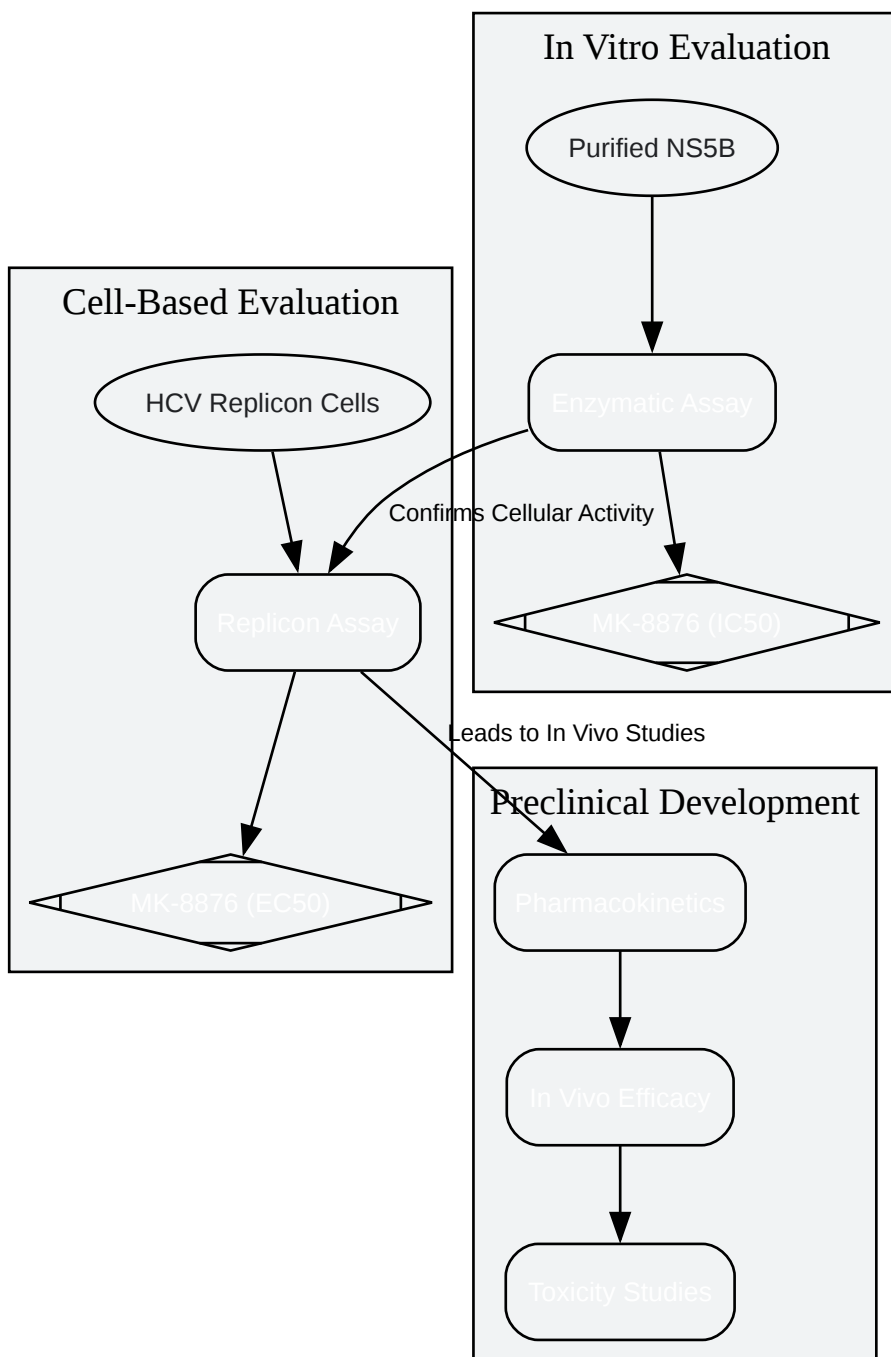 In Vitro Evaluation
Purified NS5B
Cell-Based Evaluation
HCV Replicon Cells
Enzymatic Assay
Confirms Cellular Activity
Replicon Assay
MK-8876 (IC50)
Leads to In Vivo Studies
Preclinical Development
MK-8876 (EC50)
Pharmacokinetics
In Vivo Efficacy
Toxicity Studies